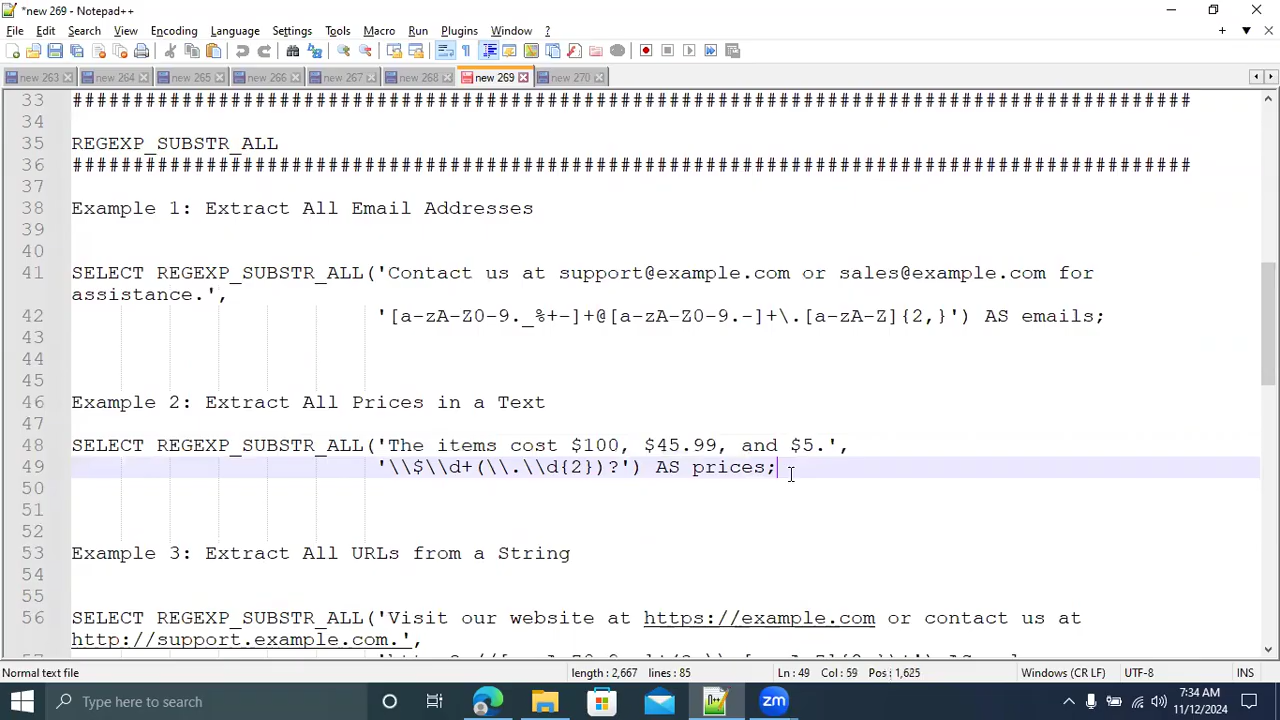 *new 269 - Notepad++
File Edit Search View Encoding Language Settings Tools Macro Run Plugins Window ?
new 263 new 264 new 265 new 266 new 267 new 268 new 269 new 270
33 ############################################################################################
34
35 REGEXP_SUBSTR_ALL
36 ############################################################################################
37
38 Example 1: Extract All Email Addresses
39
40
41 SELECT REGEXP_SUBSTR_ALL('Contact us at support@example.com or sales@example.com for
assistance.',
42 '[a-zA-Z0-9._%+-]+@[a-zA-Z0-9.-]+\.[a-zA-Z]{2,}') AS emails;
43
44
45
46 Example 2: Extract All Prices in a Text
47
48 SELECT REGEXP_SUBSTR_ALL('The items cost $100, $45.99, and $5.',
49 '\\$\\d+(\\.\\d{2})?') AS prices;
50
51
52
53 Example 3: Extract All URLs from a String
54
55
56 SELECT REGEXP_SUBSTR_ALL('Visit our website at https://example.com or contact us at
http://support.example.com.',
Normal text file length : 2,667 lines : 85 Ln : 49 Col : 59 Pos : 1,625 Windows (CR LF) UTF-8 INS
Type here to search
zm
7:34 AM
11/12/2024